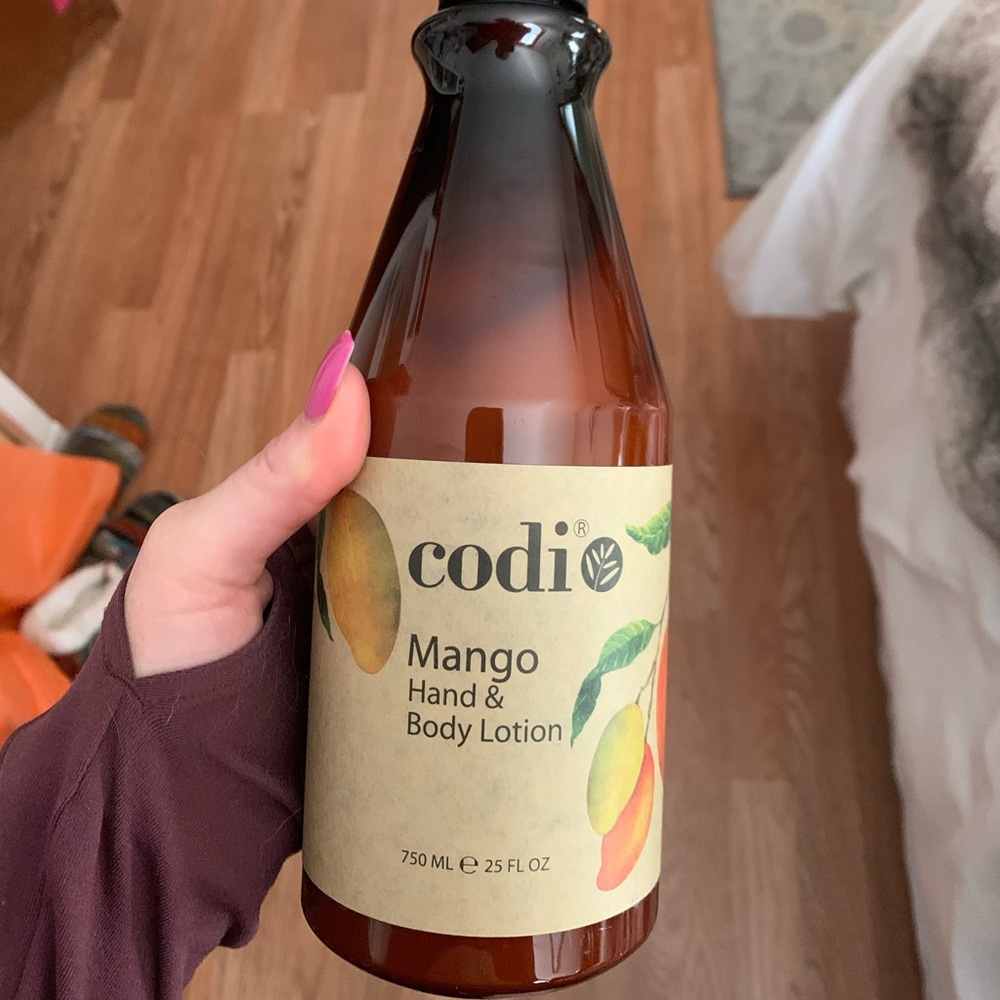 codi®
Mango
Hand &
Body Lotion
750 ML ℮ 25 FL OZ